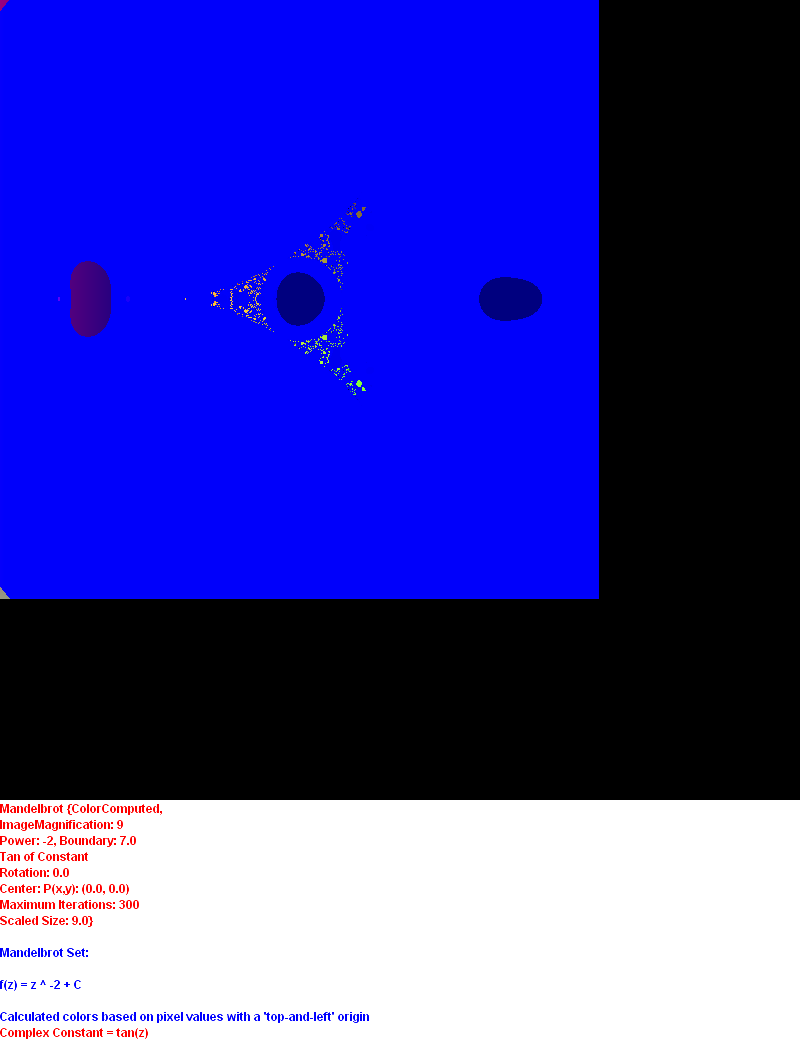 Mandelbrot {ColorComputed,
ImageMagnification: 9
Power: -2, Boundary: 7.0
Tan of Constant
Rotation: 0.0
Center: P(x,y): (0.0, 0.0)
Maximum Iterations: 300
Scaled Size: 9.0}
Mandelbrot Set:
f(z) = z ^ -2 + C
Calculated colors based on pixel values with a 'top-and-left' origin
Complex Constant = tan(z)